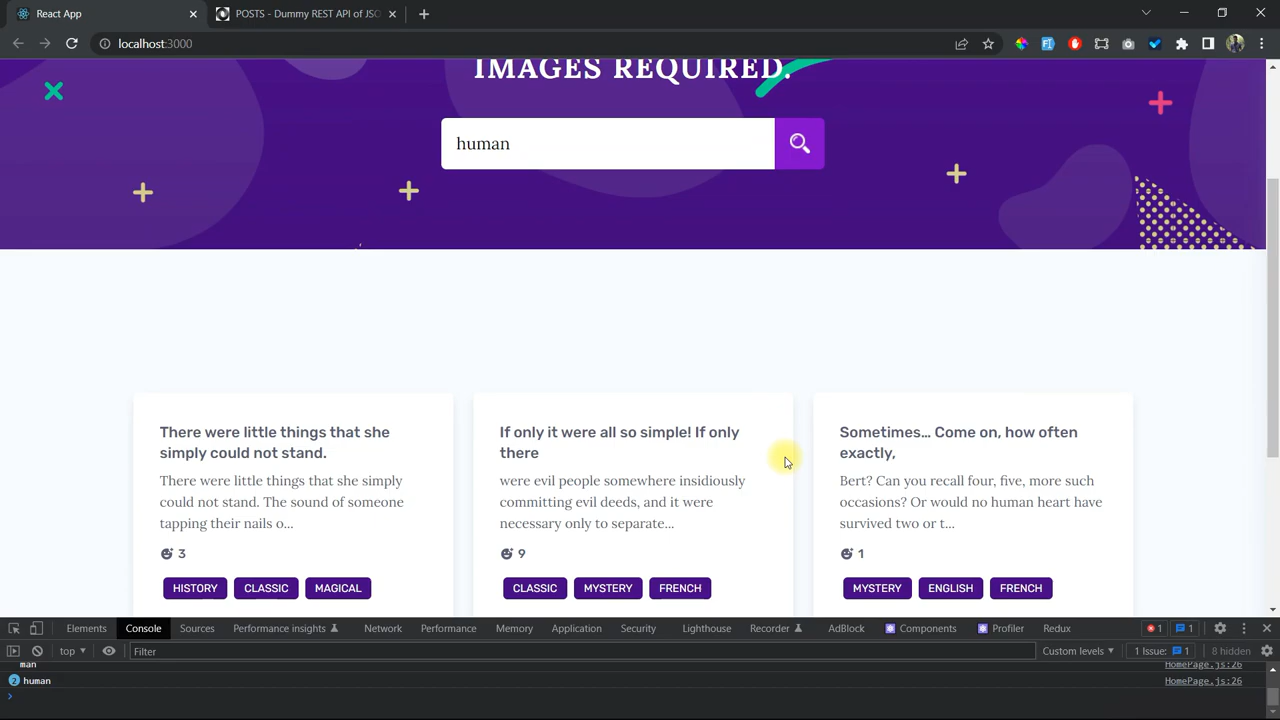 React App
POSTS - Dummy REST API of JSO
localhost:3000
IMAGES REQUIRED.
human
There were little things that she
simply could not stand.
There were little things that she simply
could not stand. The sound of someone
tapping their nails o...
3
HISTORY CLASSIC MAGICAL
If only it were all so simple! If only
there
were evil people somewhere insidiously
committing evil deeds, and it were
necessary only to separate...
9
CLASSIC MYSTERY FRENCH
Sometimes… Come on, how often
exactly,
Bert? Can you recall four, five, more such
occasions? Or would no human heart have
survived two or t...
1
MYSTERY ENGLISH FRENCH
Elements Console Sources Performance insights Network Performance Memory Application Security Lighthouse Recorder AdBlock Components Profiler Redux 1 1
top Filter Custom levels 1 Issue: 1 8 hidden
man HomePage.js:26
2 human HomePage.js:26